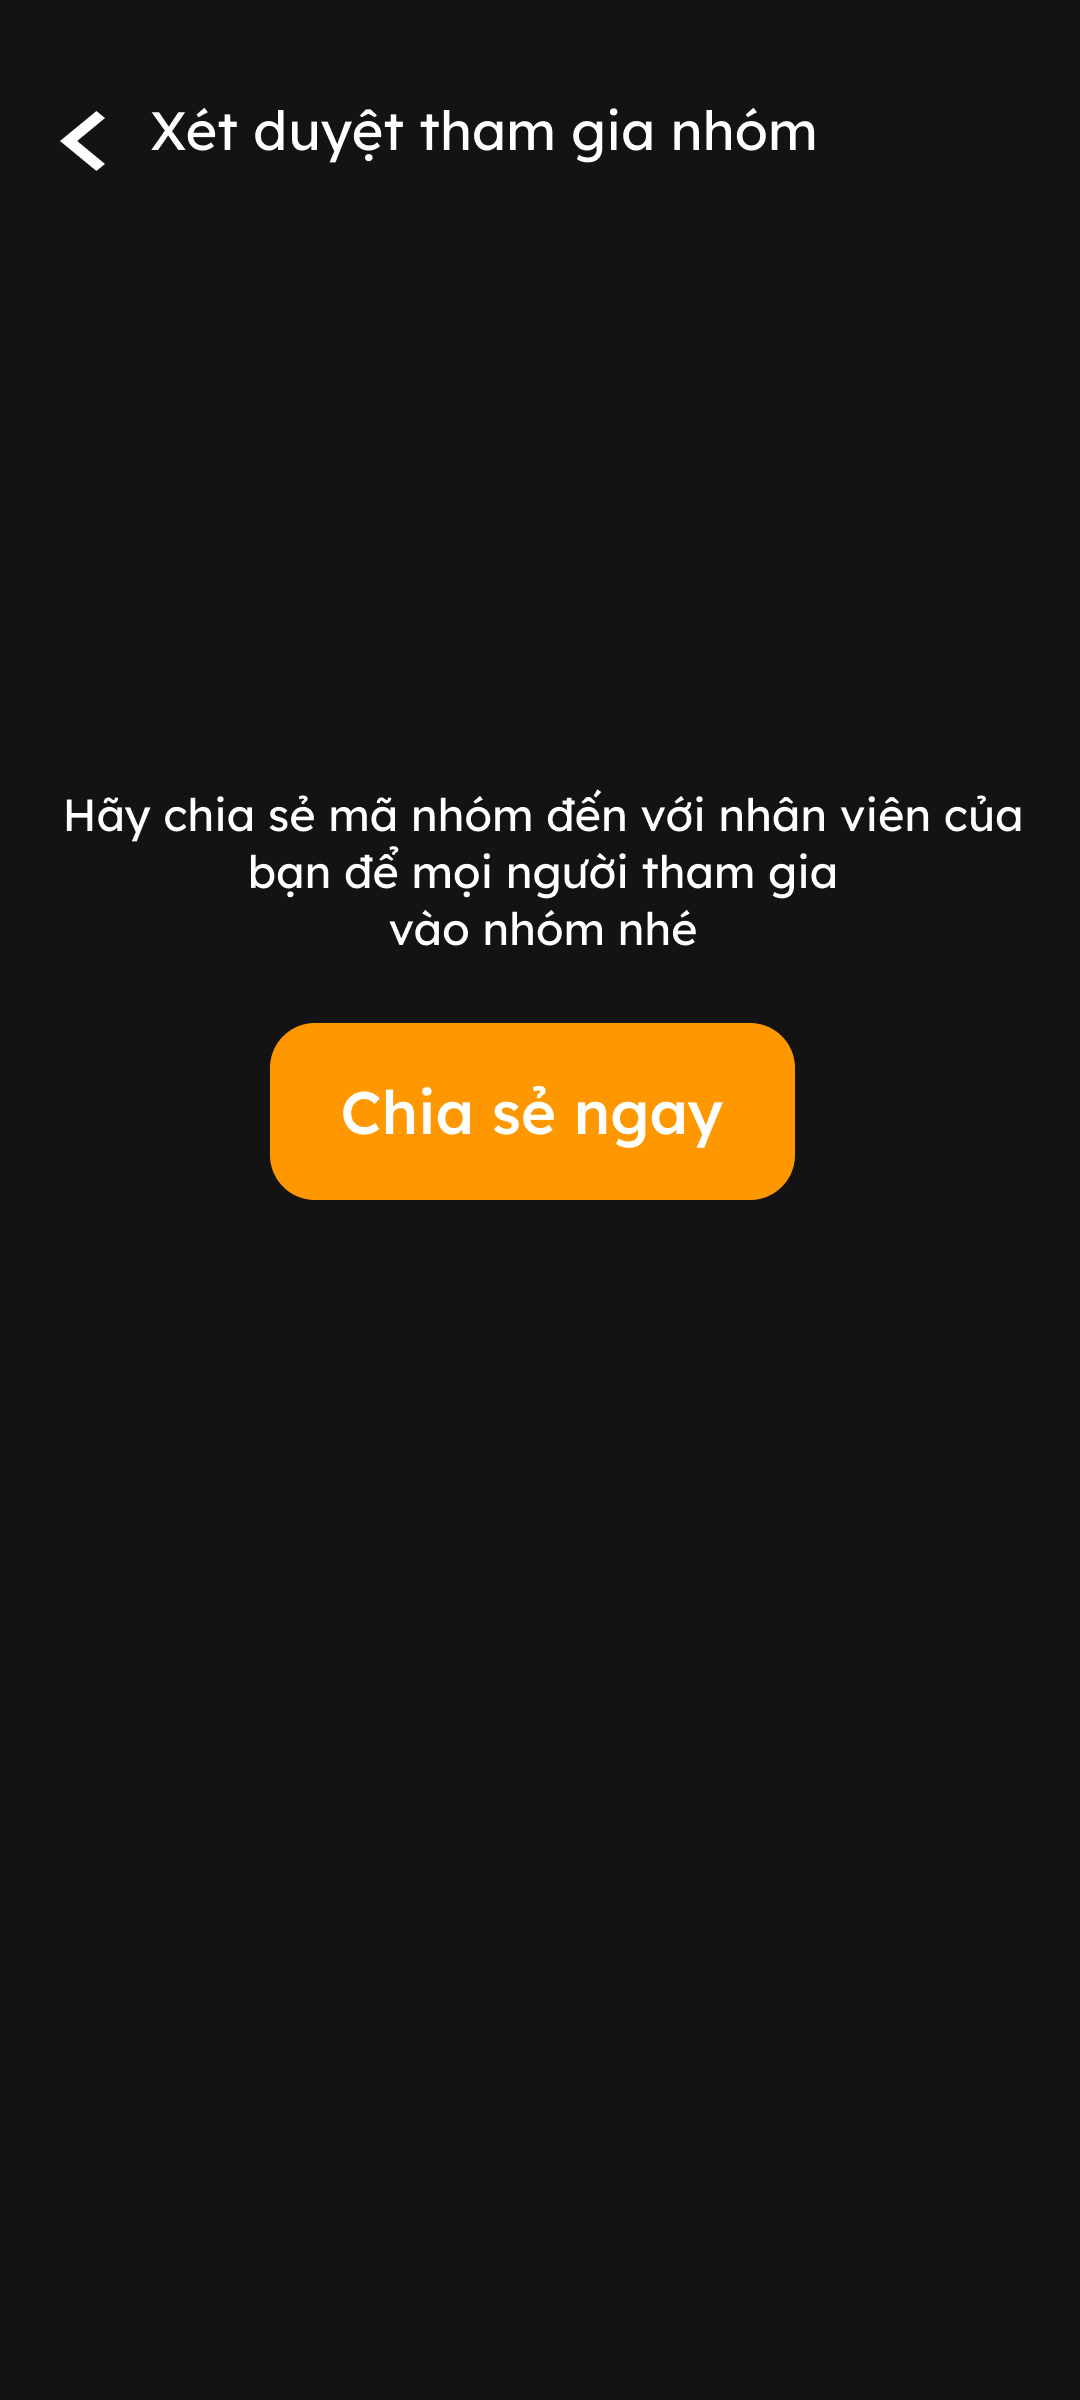 Xét duyệt tham gia nhóm
Hãy chia sẻ mã nhóm đến với nhân viên của
bạn để mọi người tham gia
vào nhóm nhé
Chia sẻ ngay